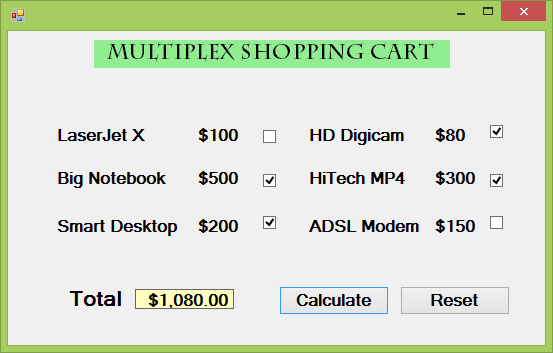 MULTIPLEX SHOPPING CART
LaserJet X $100 HD Digicam $80
Big Notebook $500 HiTech MP4 $300
Smart Desktop $200 ADSL Modem $150
Total $1,080.00 Calculate Reset